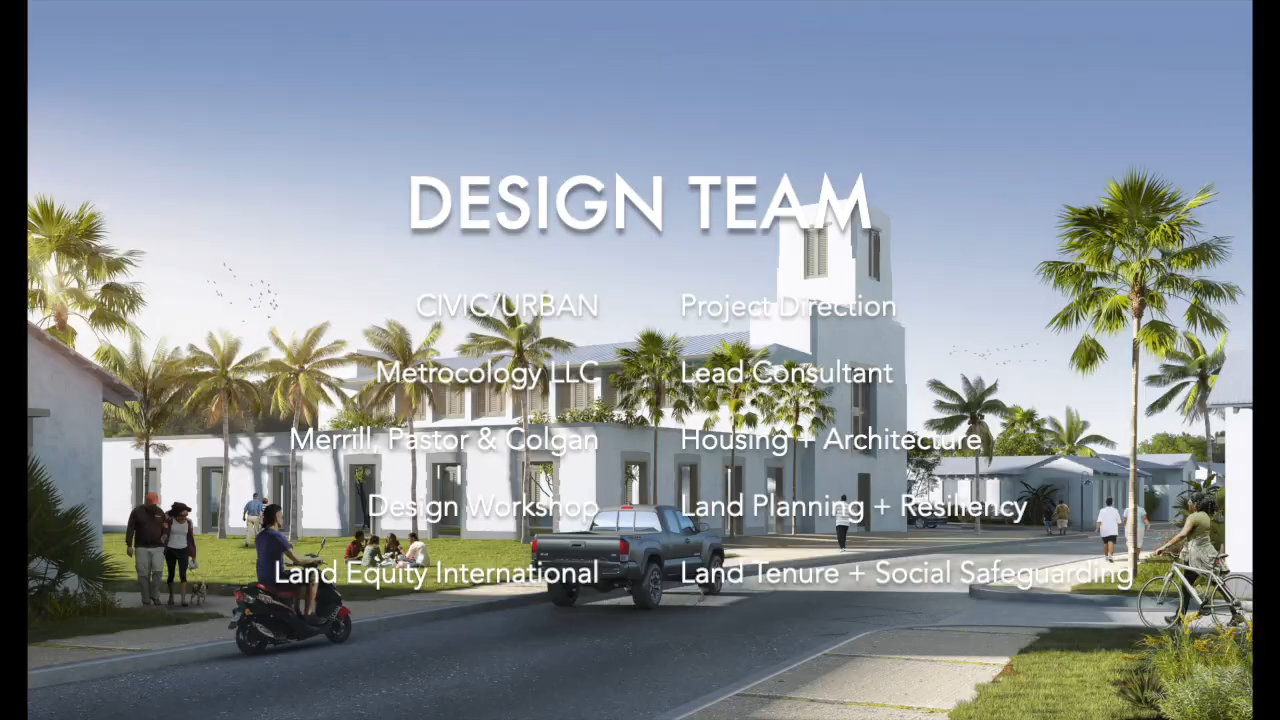 DESIGN TEAM
CIVIC/URBAN Project Direction
Metrocology LLC Lead Consultant
Merrill, Pastor & Colgan Housing + Architecture
Design Workshop Land Planning + Resiliency
Land Equity International Land Tenure + Social Safeguarding